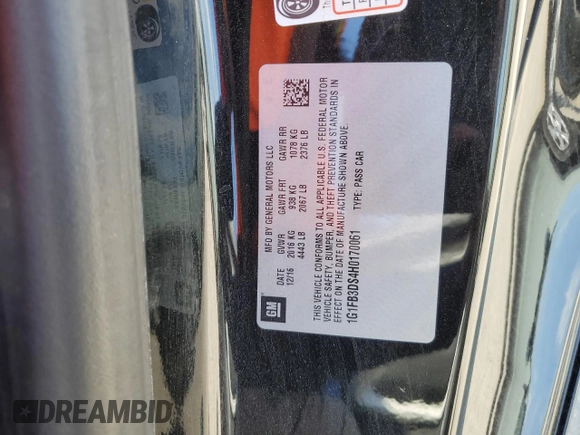 MFD BY GENERAL MOTORS LLC
DATE GVWR GAWR FRT GAWR RR
12/16 2016 KG 938 KG 1078 KG
4443 LB 2067 LB 2376 LB
GM
THIS VEHICLE CONFORMS TO ALL APPLICABLE U.S. FEDERAL MOTOR
VEHICLE SAFETY, BUMPER, AND THEFT PREVENTION STANDARDS IN
EFFECT ON THE DATE OF MANUFACTURE SHOWN ABOVE.
1G1FB3DS4H0170061 TYPE: PASS CAR
DREAMBID